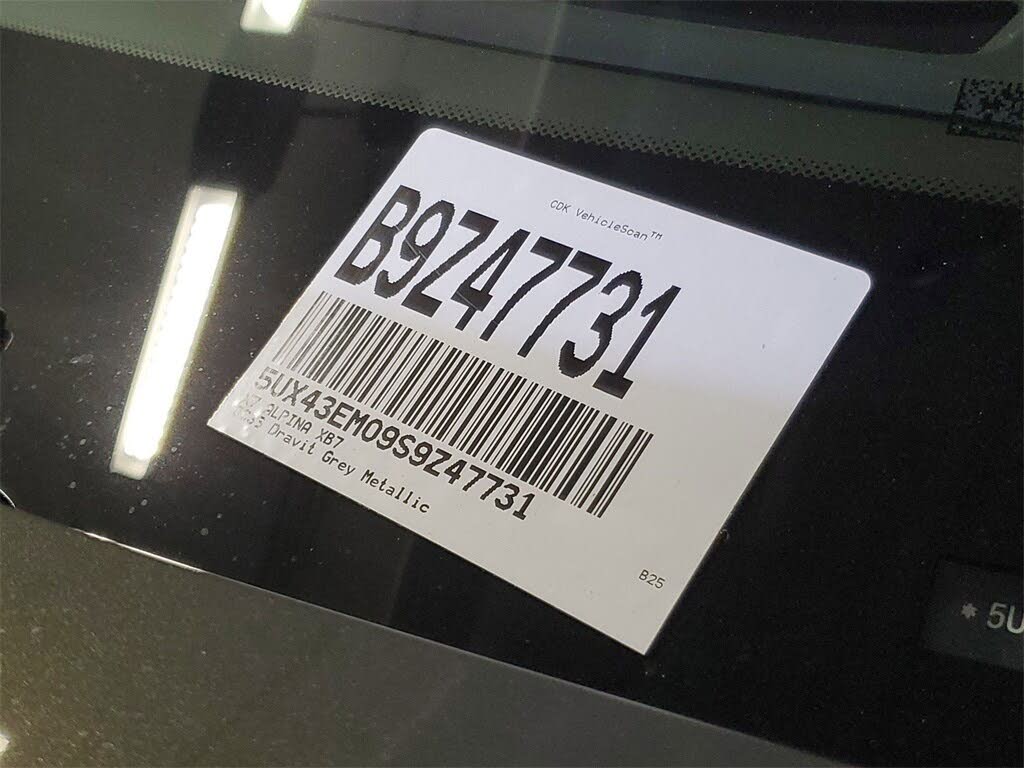 CDK VehicleScan™
B9Z47731
5UX43EM09S9Z47731
X7 ALPINA XB7
Dravit Grey Metallic
B25
* 5U